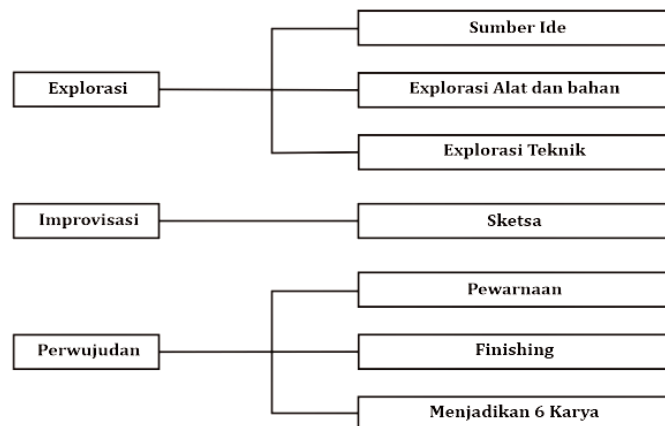 Sumber Ide
Explorasi
Explorasi Alat dan bahan
Explorasi Teknik
Improvisasi
Sketsa
Pewarnaan
Perwujudan
Finishing
Menjadikan 6 Karya